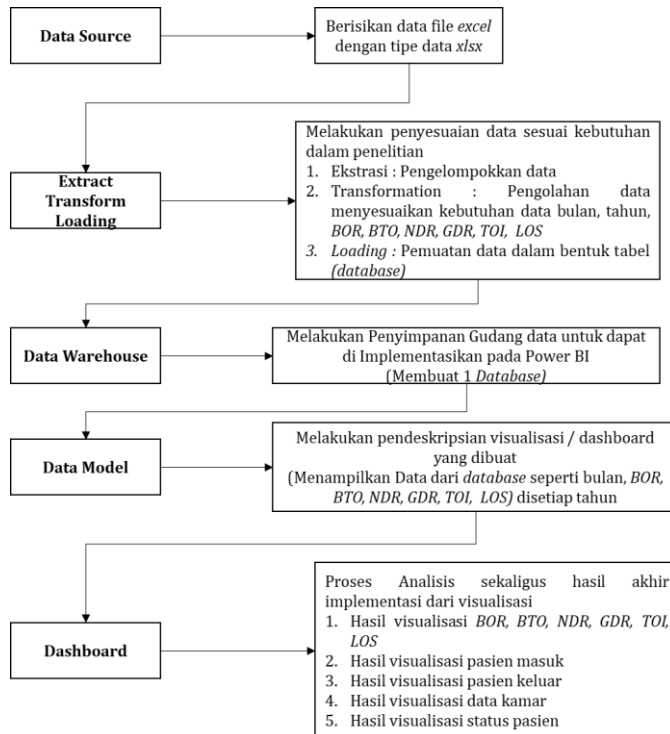 Data Source
Berisikan data file excel
dengan tipe data xlsx
Extract
Transform
Loading
Melakukan penyesuaian data sesuai kebutuhan
dalam penelitian
1. Ekstrasi : Pengelompokkan data
2. Transformation : Pengolahan data
menyesuaikan kebutuhan data bulan, tahun,
BOR, BTO, NDR, GDR, TOI, LOS
3. Loading : Pemuatan data dalam bentuk tabel
(database)
Data Warehouse
Melakukan Penyimpanan Gudang data untuk dapat
di Implementasikan pada Power BI
(Membuat 1 Database)
Data Model
Melakukan pendeskripsian visualisasi / dashboard
yang dibuat
(Menampilkan Data dari database seperti bulan, BOR,
BTO, NDR, GDR, TOI, LOS) disetiap tahun
Dashboard
Proses Analisis sekaligus hasil akhir
implementasi dari visualisasi
1. Hasil visualisasi BOR, BTO, NDR, GDR, TOI,
LOS
2. Hasil visualisasi pasien masuk
3. Hasil visualisasi pasien keluar
4. Hasil visualisasi data kamar
5. Hasil visualisasi status pasien